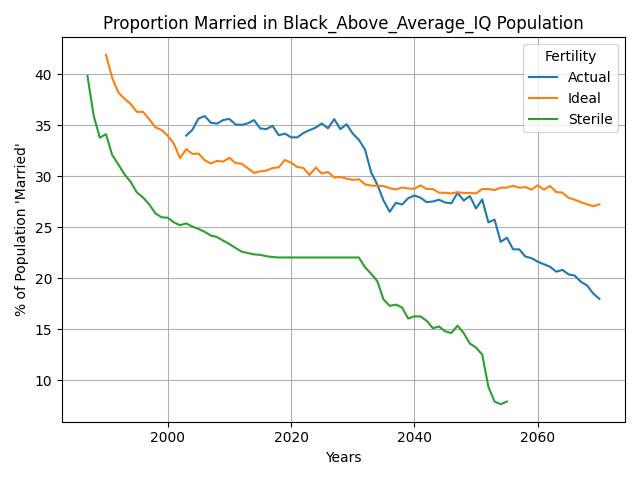 Proportion Married in Black_Above_Average_IQ Population
Fertility
Actual
Ideal
Sterile
% of Population 'Married'
40
35
30
25
20
15
10
2000
2020
2040
2060
Years